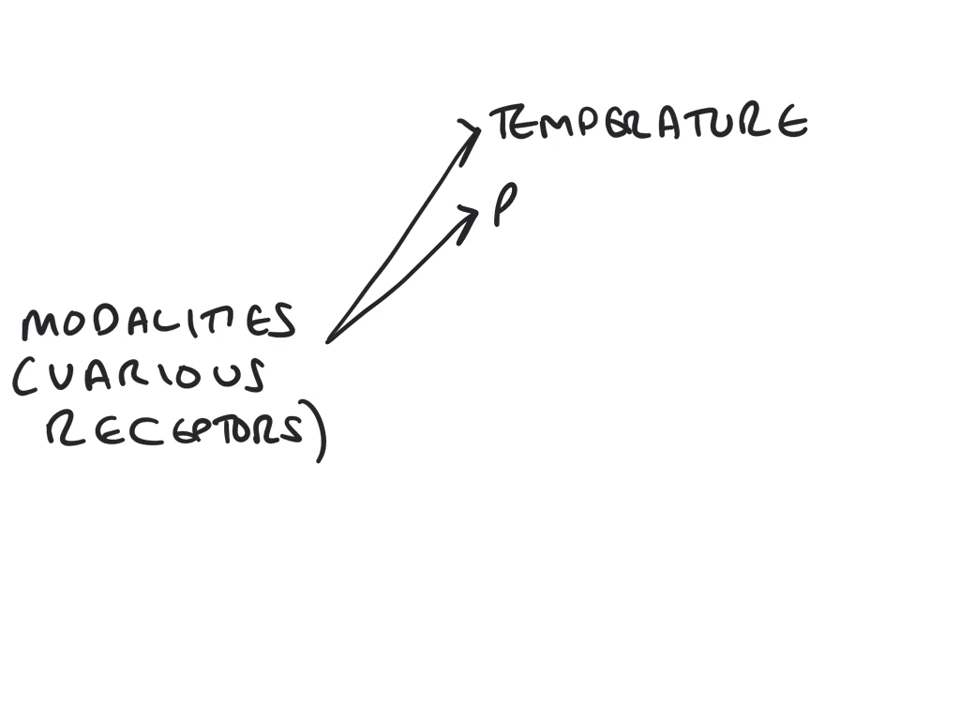 TEMPERATURE
P
MODALITIES
(VARIOUS
RECEPTORS)